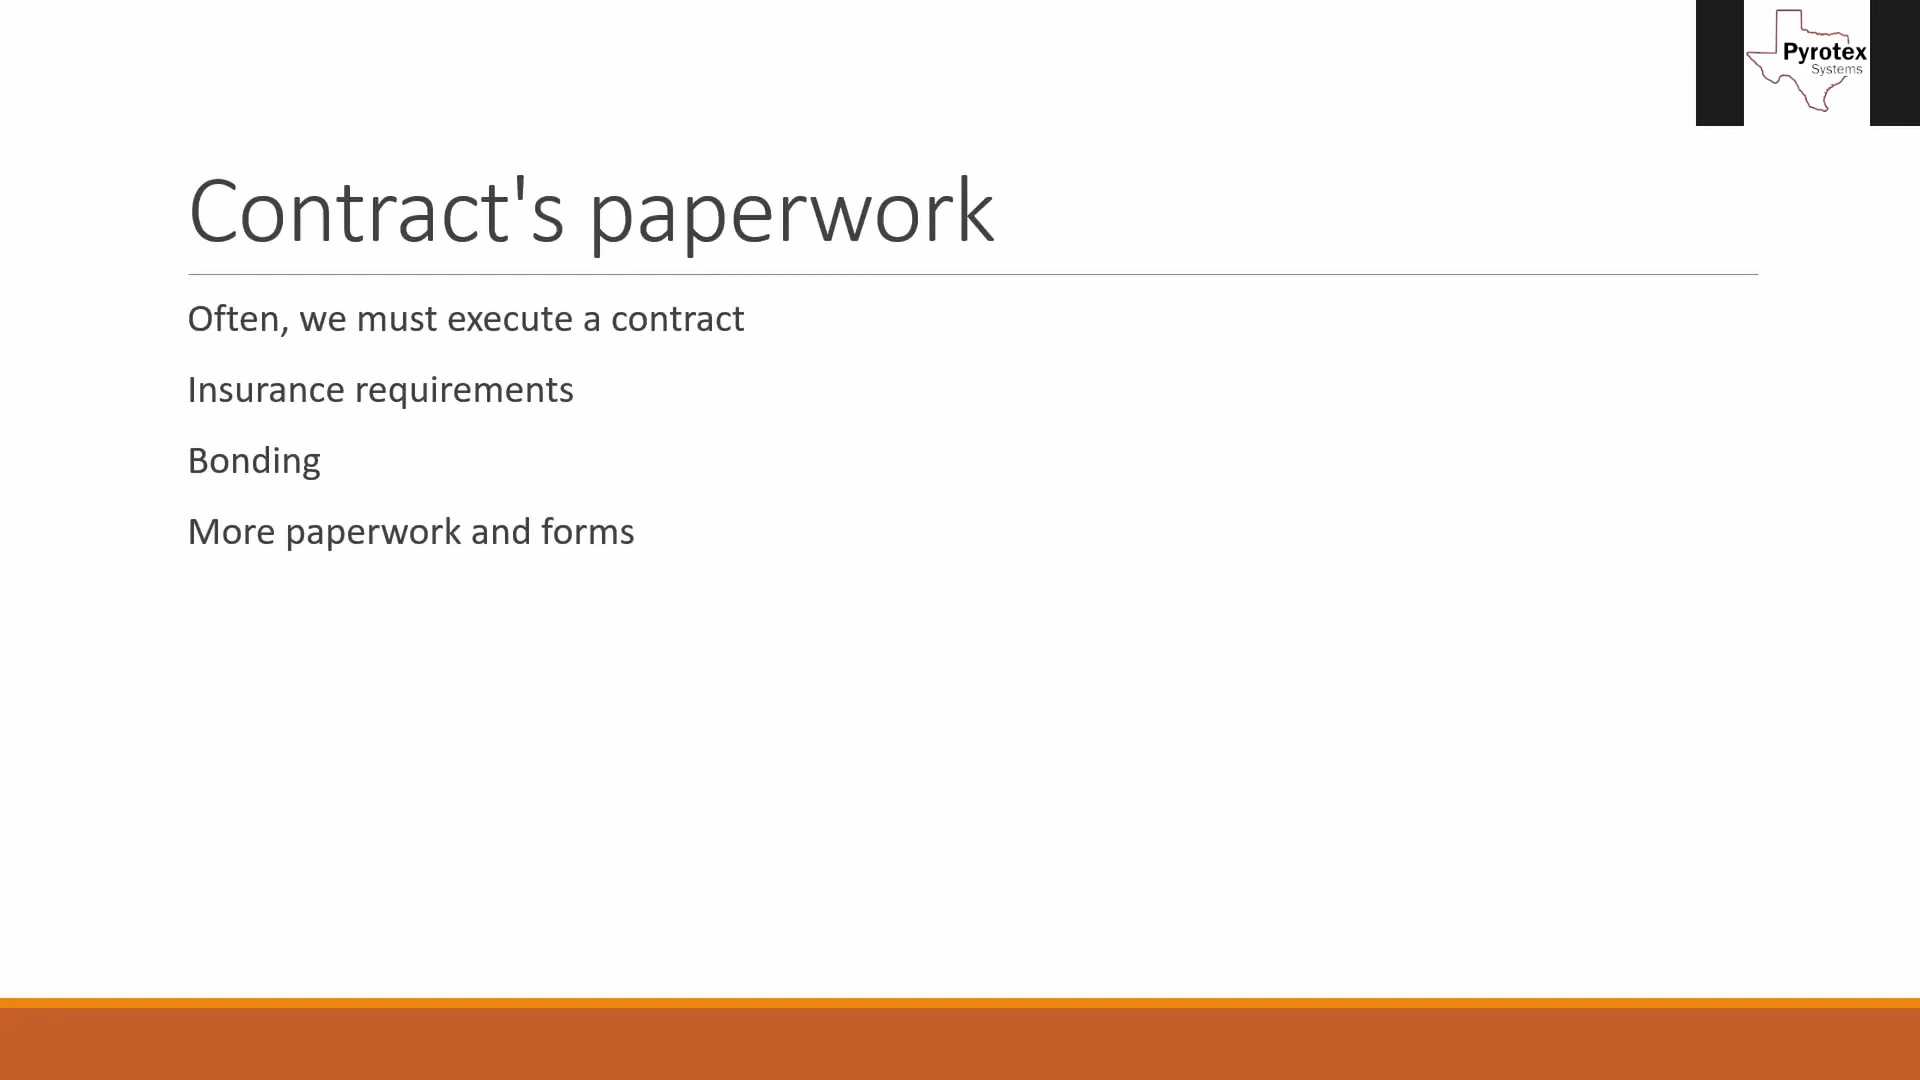 Pyrotex
Systems
Contract's paperwork
Often, we must execute a contract
Insurance requirements
Bonding
More paperwork and forms